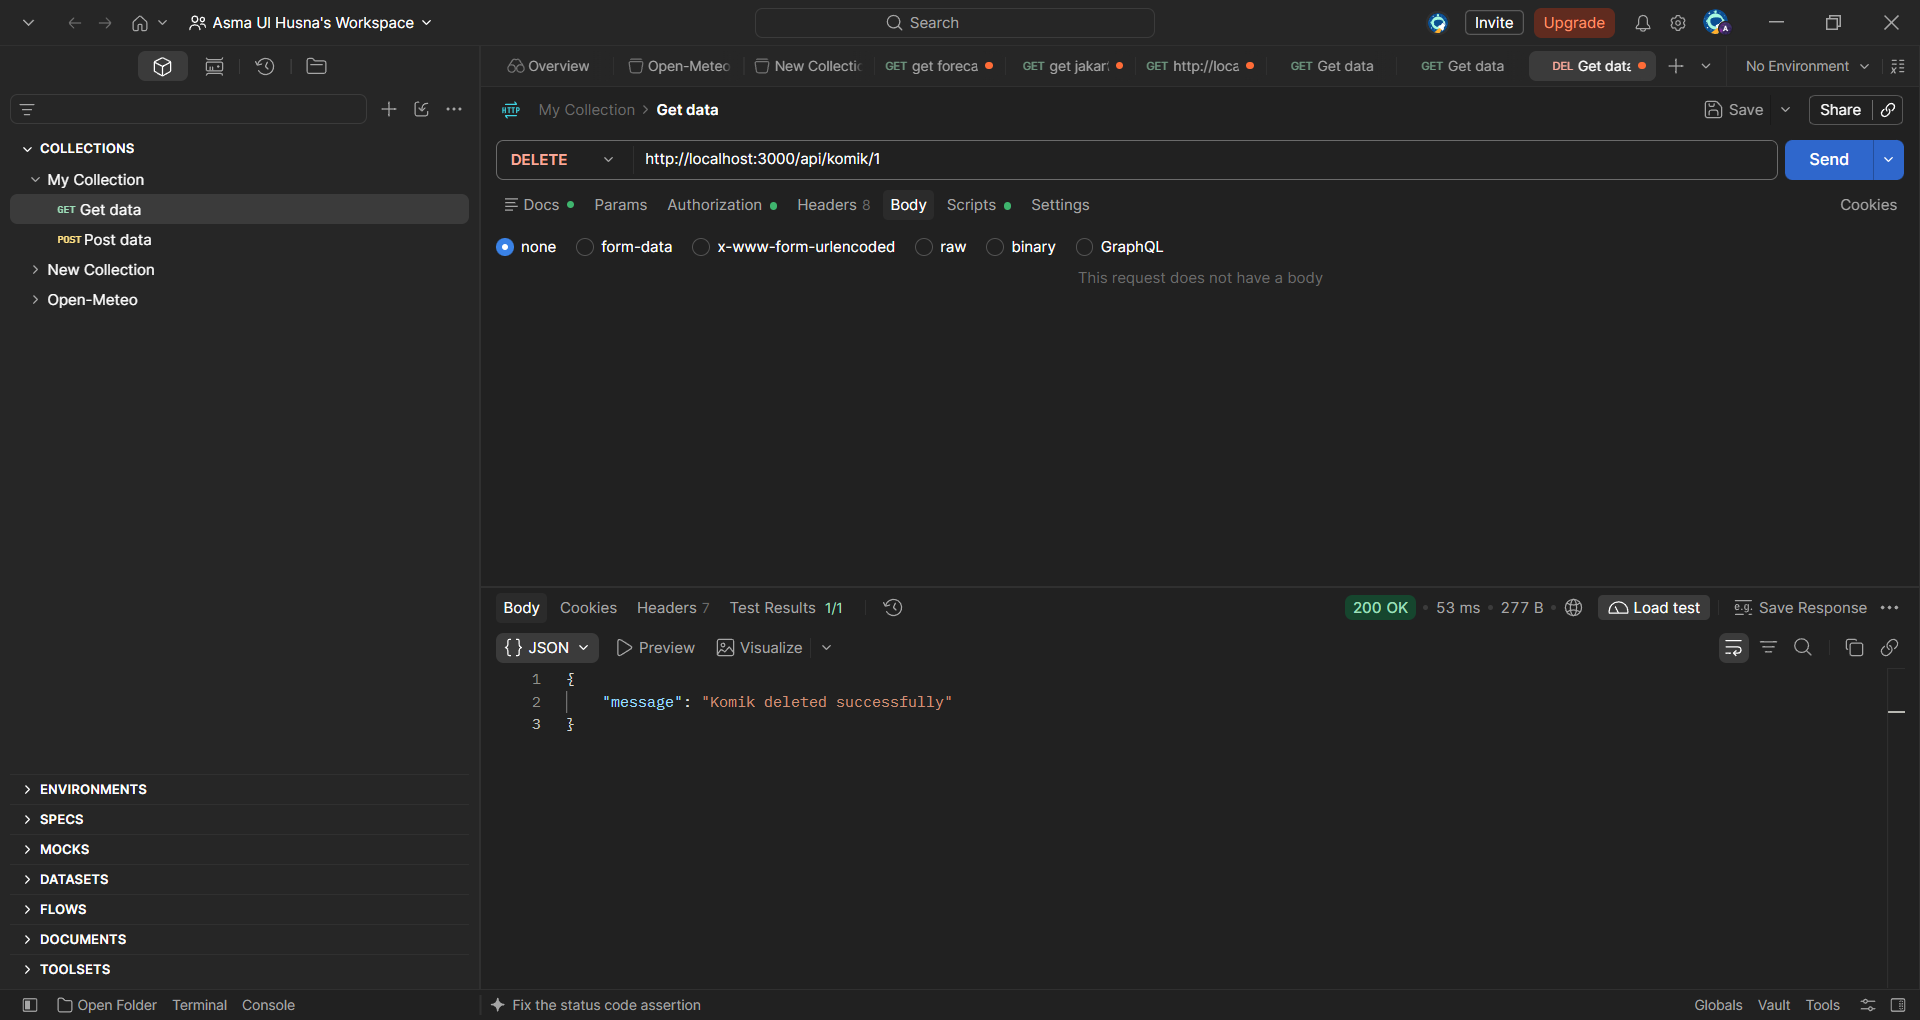 Asma Ul Husna's Workspace
Search
Invite
Upgrade
A
Overview
Open-Meteo
New Collectic
GET get foreca
GET get jakar
GET http://loca
GET Get data
GET Get data
DEL Get data
No Environment
COLLECTIONS
My Collection
GET Get data
POST Post data
New Collection
Open-Meteo
HTTP My Collection > Get data
Save
Share
DELETE http://localhost:3000/api/komik/1
Send
Docs
Params
Authorization
Headers 8
Body
Scripts
Settings
Cookies
none
form-data
x-www-form-urlencoded
raw
binary
GraphQL
This request does not have a body
Body
Cookies
Headers 7
Test Results 1/1
200 OK
53 ms
277 B
Load test
e.g. Save Response
{} JSON
Preview
Visualize
1 {
2 "message": "Komik deleted successfully"
3 }
ENVIRONMENTS
SPECS
MOCKS
DATASETS
FLOWS
DOCUMENTS
TOOLSETS
Open Folder
Terminal
Console
Fix the status code assertion
Globals
Vault
Tools